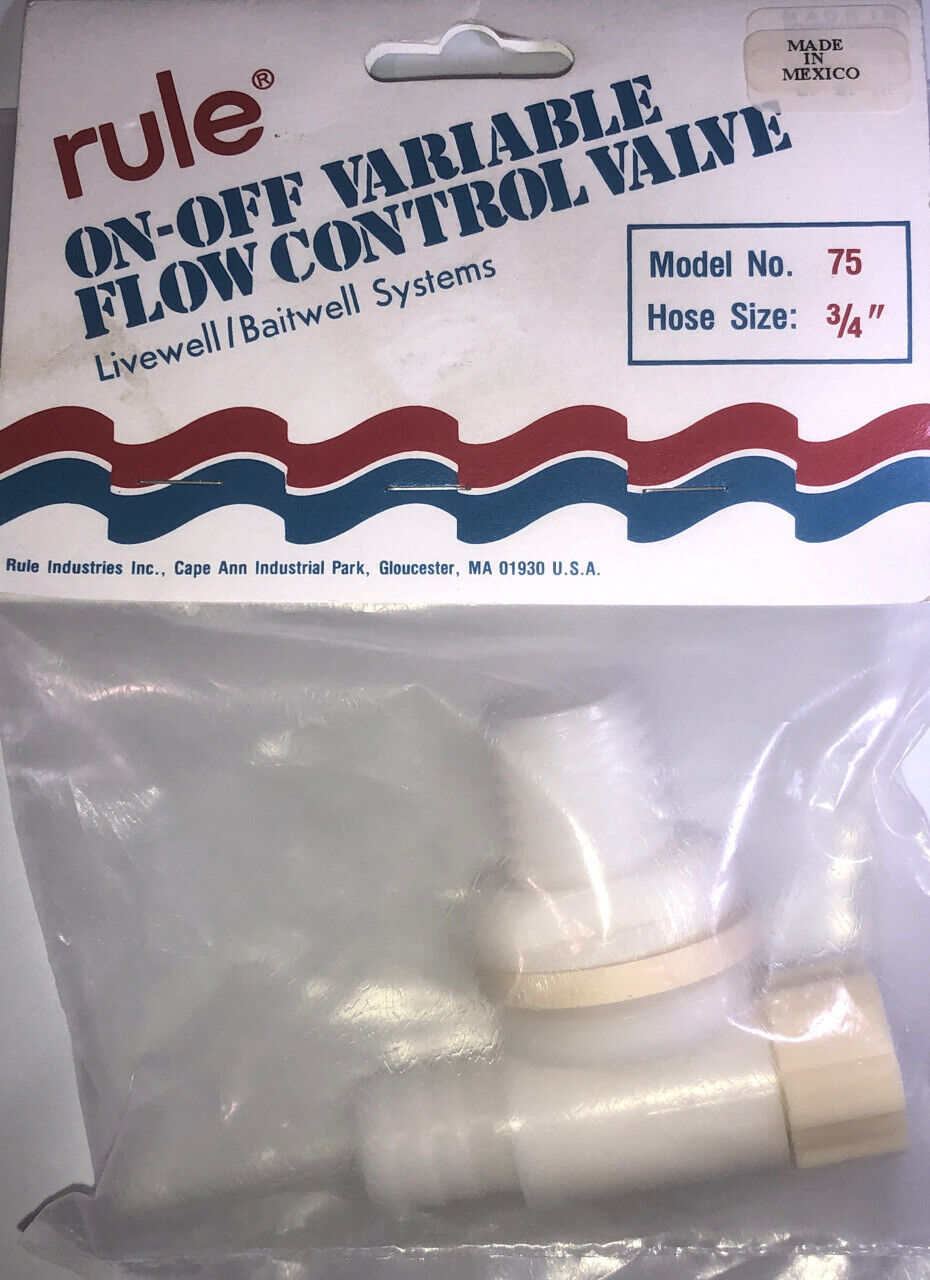 rule®
MADE
IN
MEXICO
ON-OFF VARIABLE
FLOW CONTROL VALVE
Livewell/Baitwell Systems
Model No. 75
Hose Size: 3/4"
Rule Industries Inc., Cape Ann Industrial Park, Gloucester, MA 01930 U.S.A.